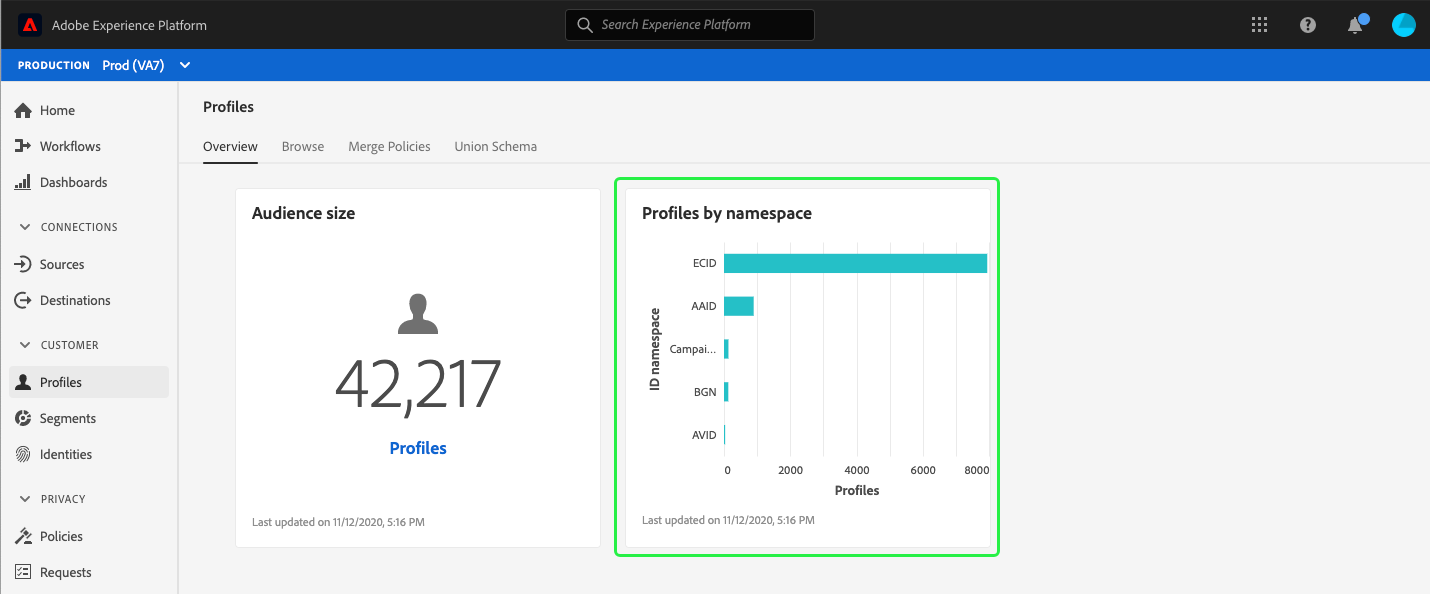 Adobe Experience Platform
Search Experience Platform
PRODUCTION Prod (VA7)
Home
Workflows
Dashboards
CONNECTIONS
Sources
Destinations
CUSTOMER
Profiles
Segments
Identities
PRIVACY
Policies
Requests
Profiles
Overview Browse Merge Policies Union Schema
Audience size
42,217
Profiles
Last updated on 11/12/2020, 5:16 PM
Profiles by namespace
ID namespace
ECID
AAID
Campai...
BGN
AVID
0 2000 4000 6000 8000
Profiles
Last updated on 11/12/2020, 5:16 PM